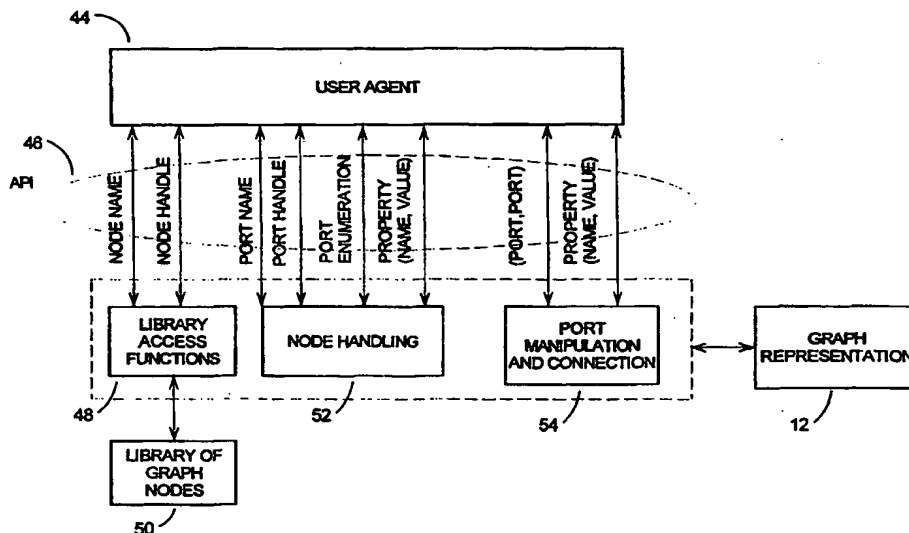 44
USER AGENT
46
API
NODE NAME
NODE HANDLE
PORT NAME
PORT HANDLE
PORT
ENUMERATION
PROPERTY
(NAME, VALUE)
(PORT, PORT)
PROPERTY
(NAME, VALUE)
LIBRARY
ACCESS
FUNCTIONS
NODE HANDLING
PORT
MANIPULATION
AND CONNECTION
GRAPH
REPRESENTATION
48
52
54
12
LIBRARY OF
GRAPH
NODES
50